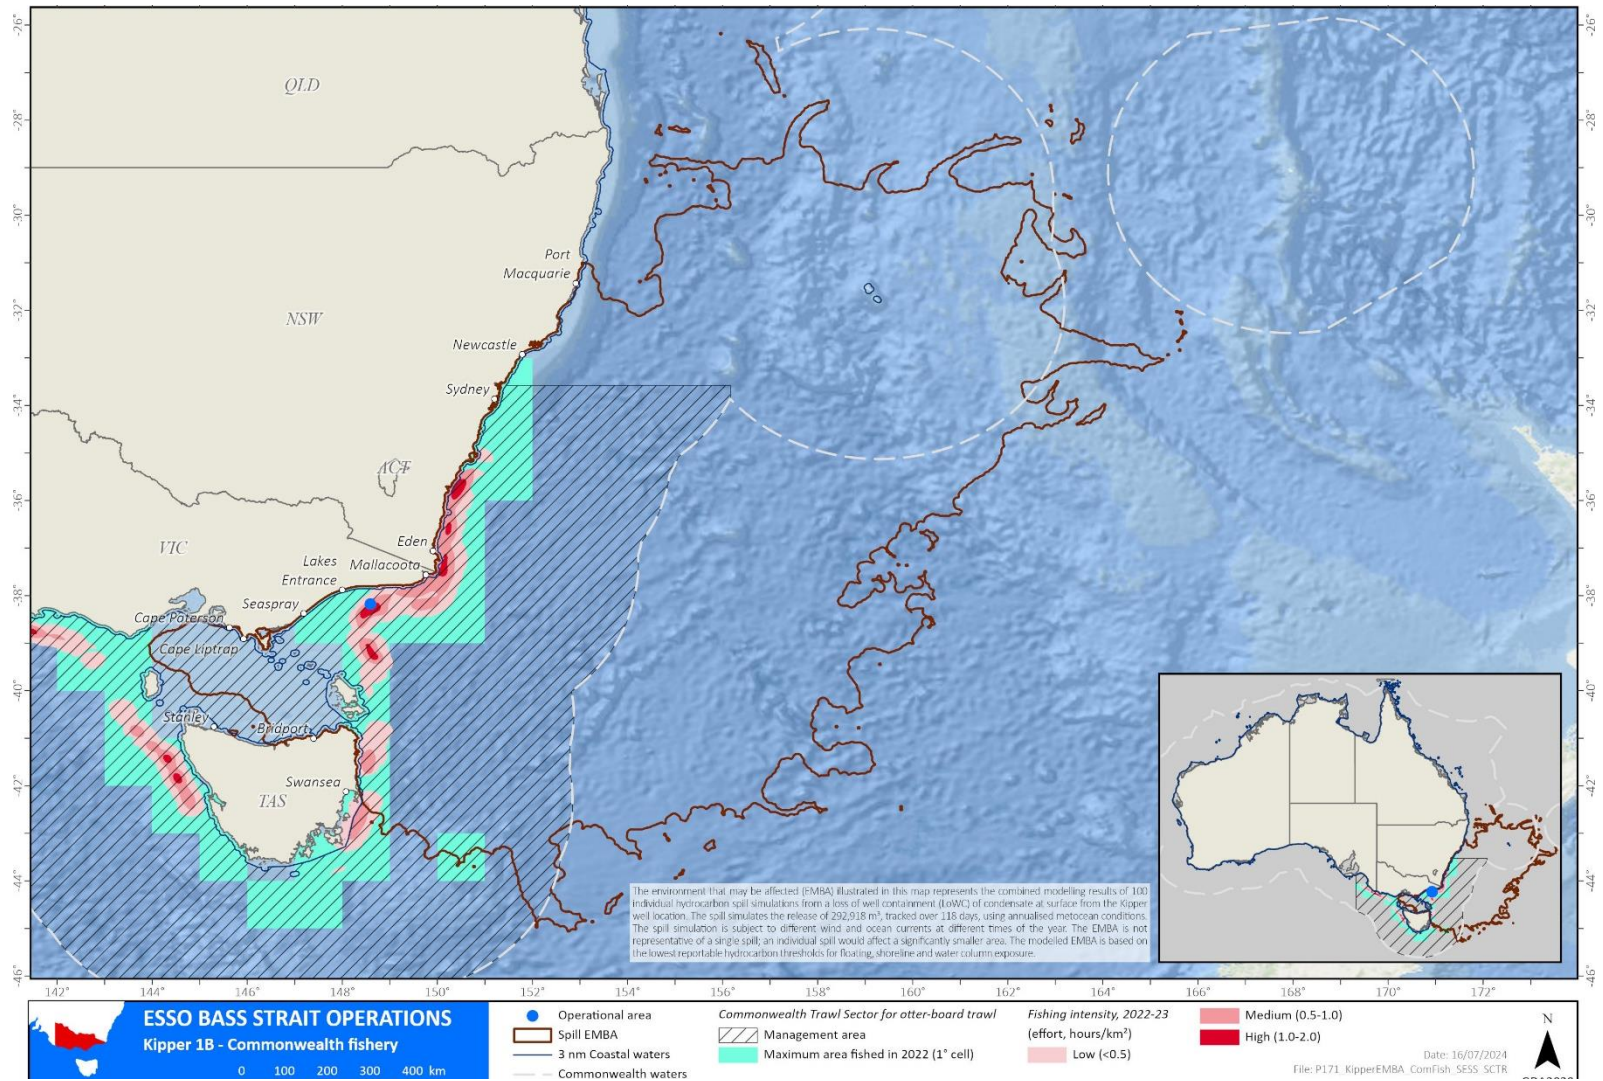 -26°
-28°
-30°
-32°
-34°
-36°
-38°
-40°
-42°
-44°
-46°
-26°
-28°
-30°
-32°
-34°
-36°
-38°
-40°
-42°
-44°
-46°
QLD
NSW
ACT
VIC
TAS
Port
Macquarie
Newcastle
Sydney
Eden
Mallacoota
Lakes
Entrance
Seaspray
Cape Paterson
Cape Liptrap
Stanley
Bridport
Swansea
The environment that may be affected (EMBA) illustrated in this map represents the combined modelling results of 100
individual hydrocarbon spill simulations from a loss of well containment (LoWC) of condensate at surface from the Kipper
well location. The spill simulates the release of 292,918 m³, tracked over 118 days, using annualised metocean conditions.
The spill simulation is subject to different wind and ocean currents at different times of the year. The EMBA is not
representative of a single spill; an individual spill would affect a significantly smaller area. The modelled EMBA is based on
the lowest reportable hydrocarbon thresholds for floating, shoreline and water column exposure.
142° 144° 146° 148° 150° 152° 154° 156° 158° 160° 162° 164° 166° 168° 170° 172°
ESSO BASS STRAIT OPERATIONS
Kipper 1B - Commonwealth fishery
0 100 200 300 400 km
Operational area
Spill EMBA
3 nm Coastal waters
Commonwealth waters
Commonwealth Trawl Sector for otter-board trawl
Management area
Maximum area fished in 2022 (1° cell)
Fishing intensity, 2022-23
(effort, hours/km²)
Low (<0.5)
Medium (0.5-1.0)
High (1.0-2.0)
N
Date: 16/07/2024
File: P171_KipperEMBA_ComFish_SESS_SCTR